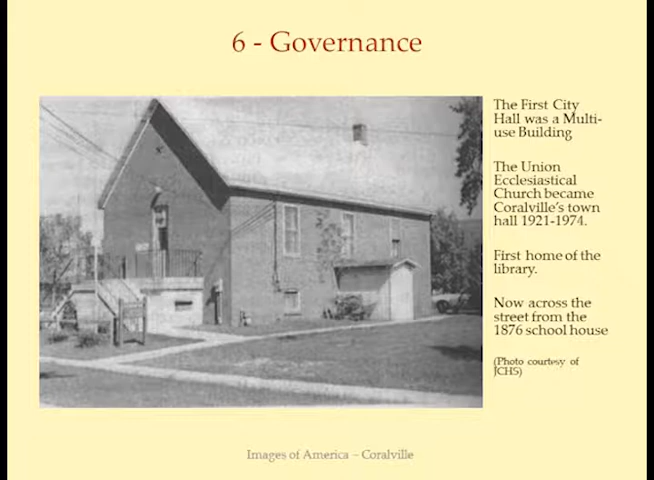 6 - Governance
The First City
Hall was a Multi-
use Building
The Union
Ecclesiastical
Church became
Coralville's town
hall 1921-1974.
First home of the
library.
Now across the
street from the
1876 school house
(Photo courtesy of
JCHS)
Images of America – Coralville